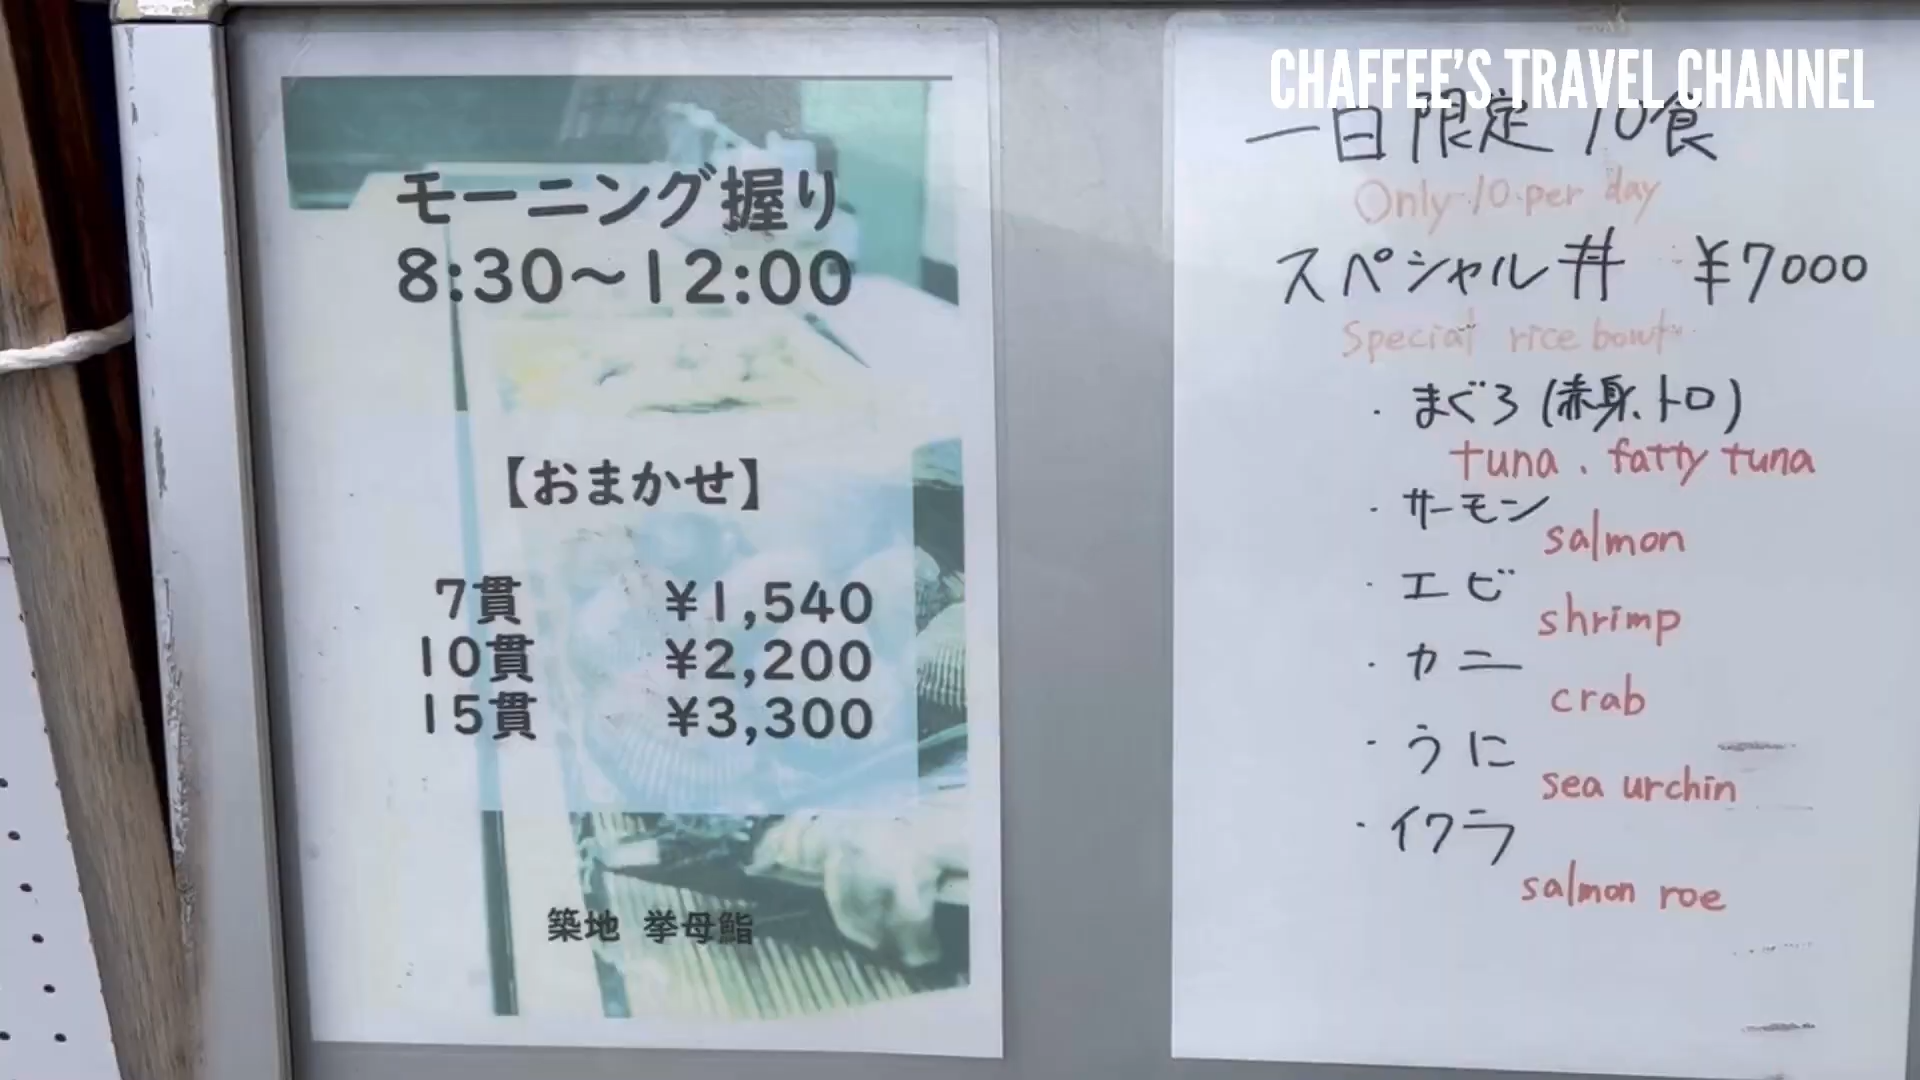 CHAFFEE'S TRAVEL CHANNEL
モーニング握り
8:30〜12:00
【おまかせ】
7貫 ¥1,540
10貫 ¥2,200
15貫 ¥3,300
築地 挙母鮨
一日限定 10食
Only 10 per day
スペシャル丼 ¥7000
Special rice bowl
・まぐろ(赤身、トロ)
tuna . fatty tuna
・サーモン
salmon
・エビ
shrimp
・カニ
crab
・うに
sea urchin
・イクラ
salmon roe